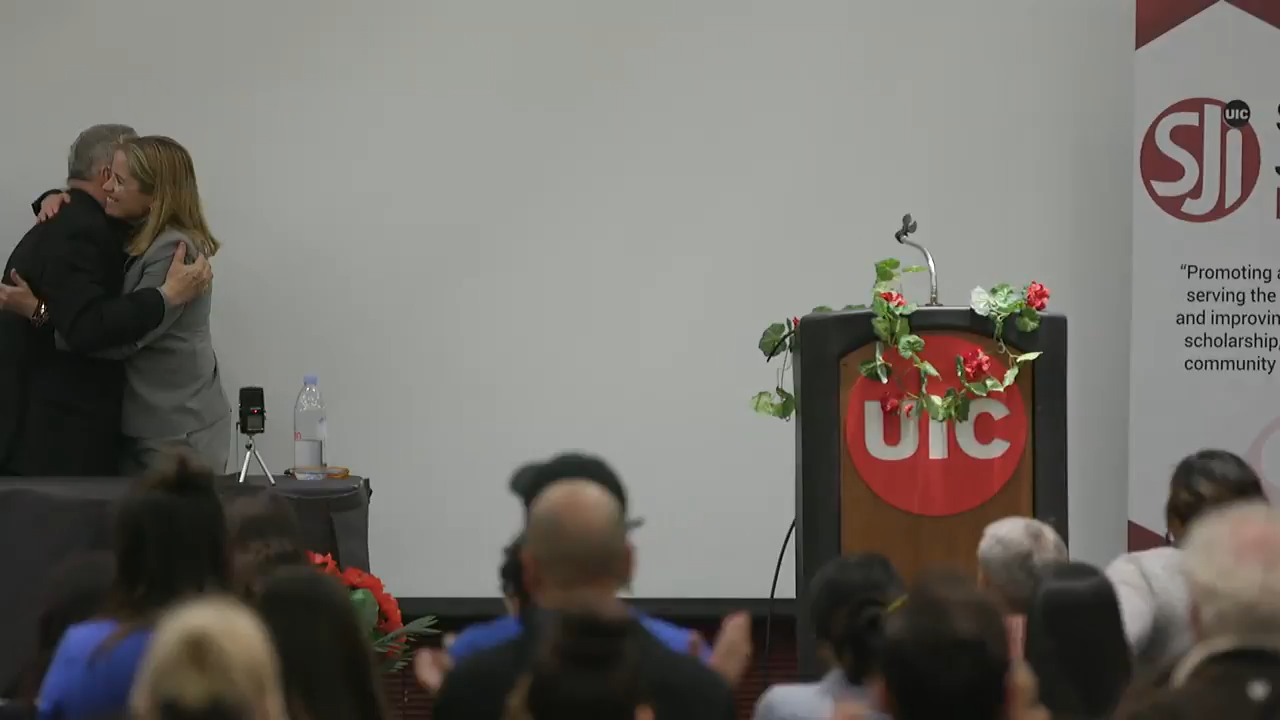 UIC
SJi
UIC
"Promoting
serving the
and improvin
scholarship,
community